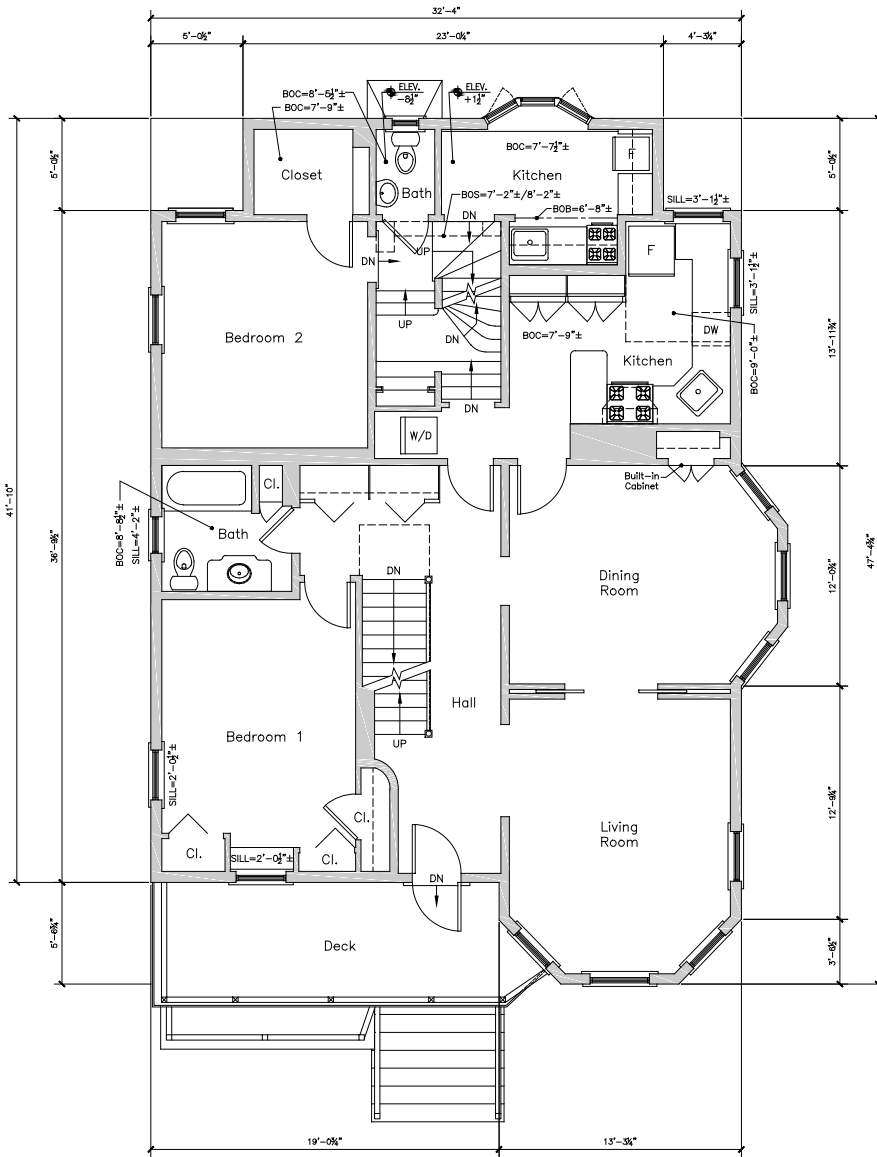 32'-4"
5'-0½"
23'-0¼"
4'-3¼"
BOC=8'-5½"±
BOC=7'-9"±
ELEV.
-8½"
ELEV.
+1½"
BOC=7'-7½"±
Kitchen
F
Closet
Bath
BOS=7'-2"±/8'-2"±
BOB=6'-8"±
SILL=3'-1½"±
5'-0½"
5'-0½"
DN
UP
DN
F
SILL=3'-1½"±
Bedroom 2
UP
DN
BOC=7'-9"±
DW
Kitchen
BOC=9'-0"±
13'-11¾"
DN
W/D
Built-in
Cabinet
41'-10"
36'-9½"
47'-4¾"
Cl.
BOC=8'-8½"±
SILL=4'-2"±
Bath
DN
Dining
Room
12'-0¾"
Hall
Bedroom 1
UP
SILL=2'-0½"±
Cl.
Living
Room
12'-9¼"
Cl.
SILL=2'-0½"±
Cl.
DN
5'-6¾"
Deck
3'-6½"
19'-0¾"
13'-3¼"